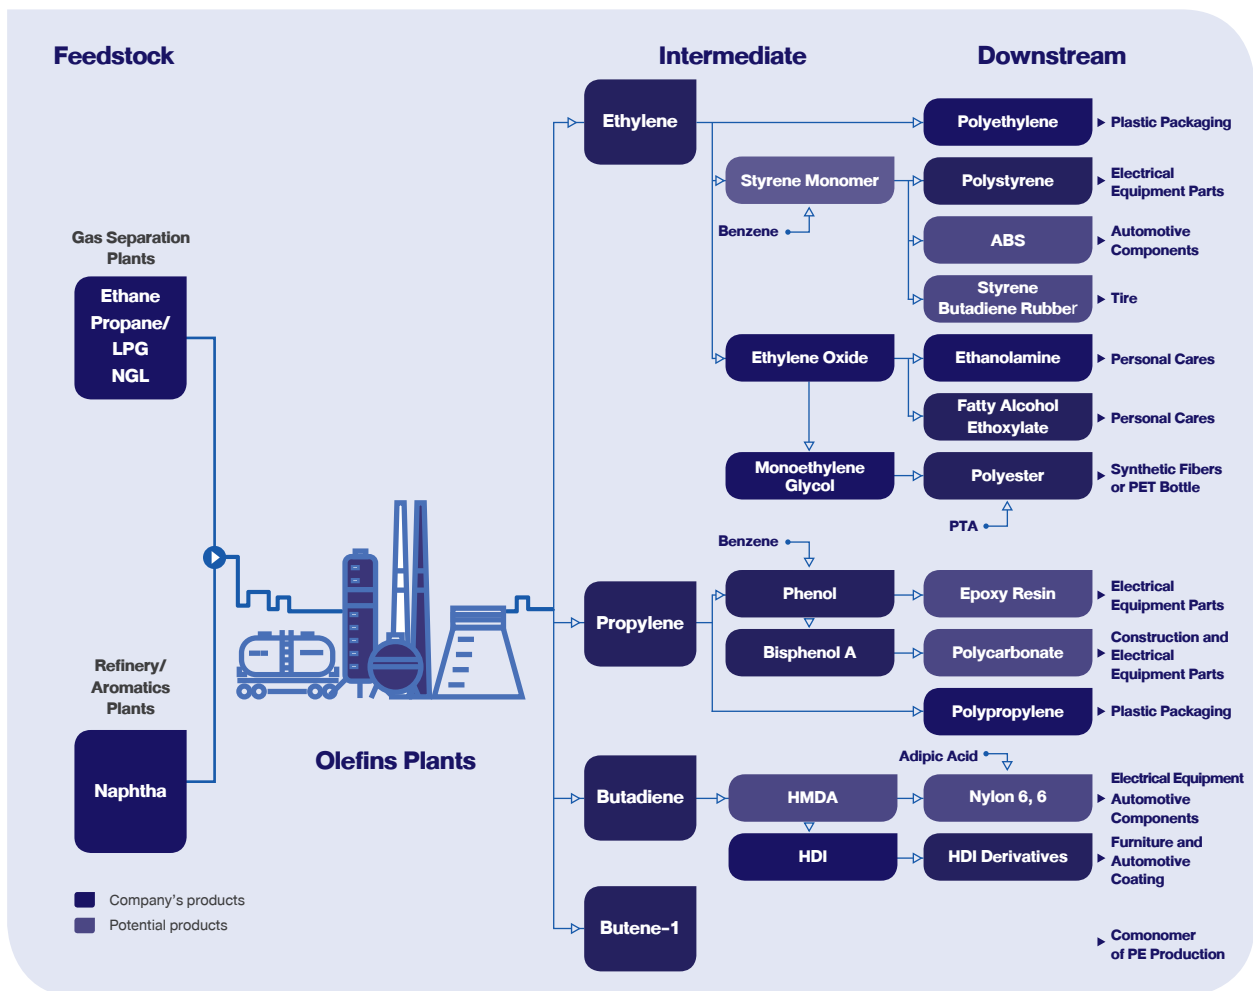 Feedstock
Intermediate
Downstream
Gas Separation
Plants
Ethane
Propane/
LPG
NGL
Refinery/
Aromatics
Plants
Naphtha
Olefins Plants
Company's products
Potential products
Ethylene
Polyethylene
Plastic Packaging
Styrene Monomer
Benzene
Polystyrene
Electrical
Equipment Parts
ABS
Automotive
Components
Styrene
Butadiene Rubber
Tire
Ethylene Oxide
Ethanolamine
Personal Cares
Fatty Alcohol
Ethoxylate
Personal Cares
Monoethylene
Glycol
Polyester
Synthetic Fibers
or PET Bottle
PTA
Propylene
Benzene
Phenol
Epoxy Resin
Electrical
Equipment Parts
Bisphenol A
Polycarbonate
Construction and
Electrical
Equipment Parts
Polypropylene
Plastic Packaging
Butadiene
HMDA
Adipic Acid
Nylon 6, 6
Electrical Equipment
Automotive
Components
HDI
HDI Derivatives
Furniture and
Automotive
Coating
Butene-1
Comonomer
of PE Production